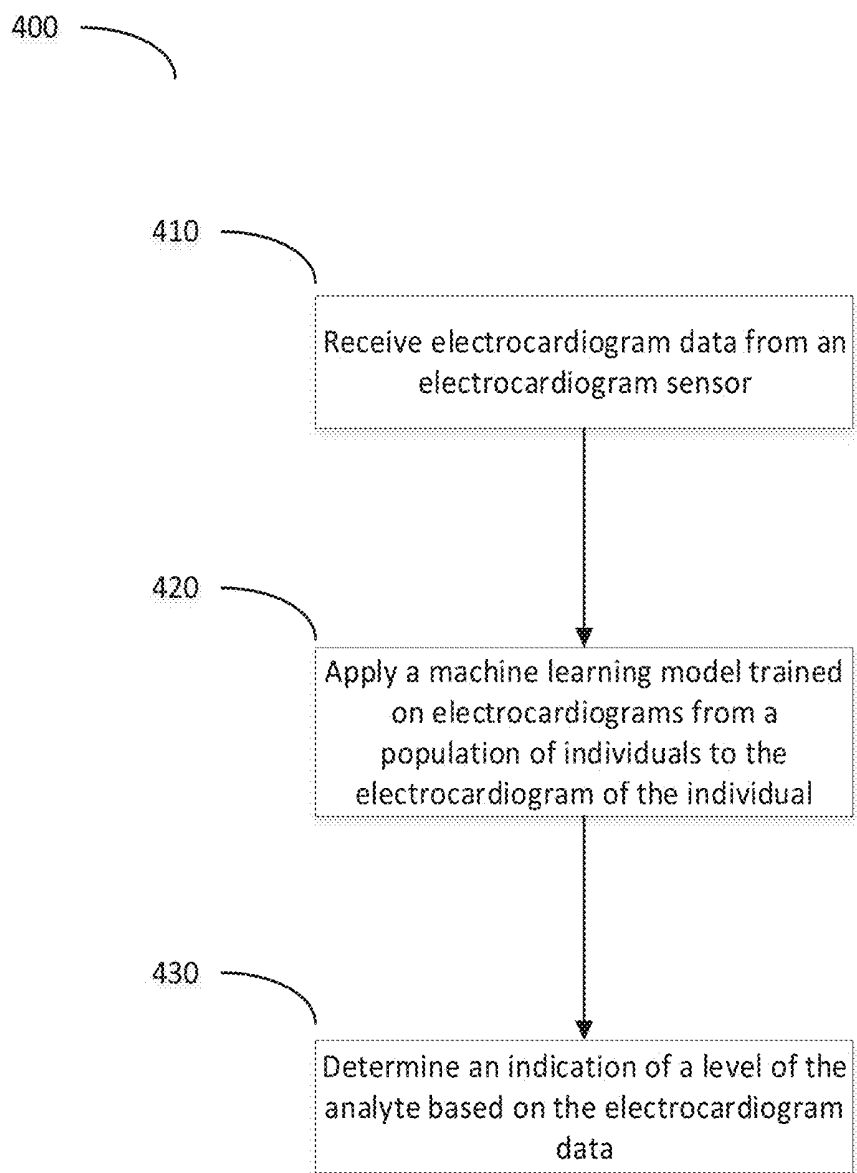 400
410
Receive electrocardiogram data from an
electrocardiogram sensor
420
Apply a machine learning model trained
on electrocardiograms from a
population of individuals to the
electrocardiogram of the individual
430
Determine an indication of a level of the
analyte based on the electrocardiogram
data